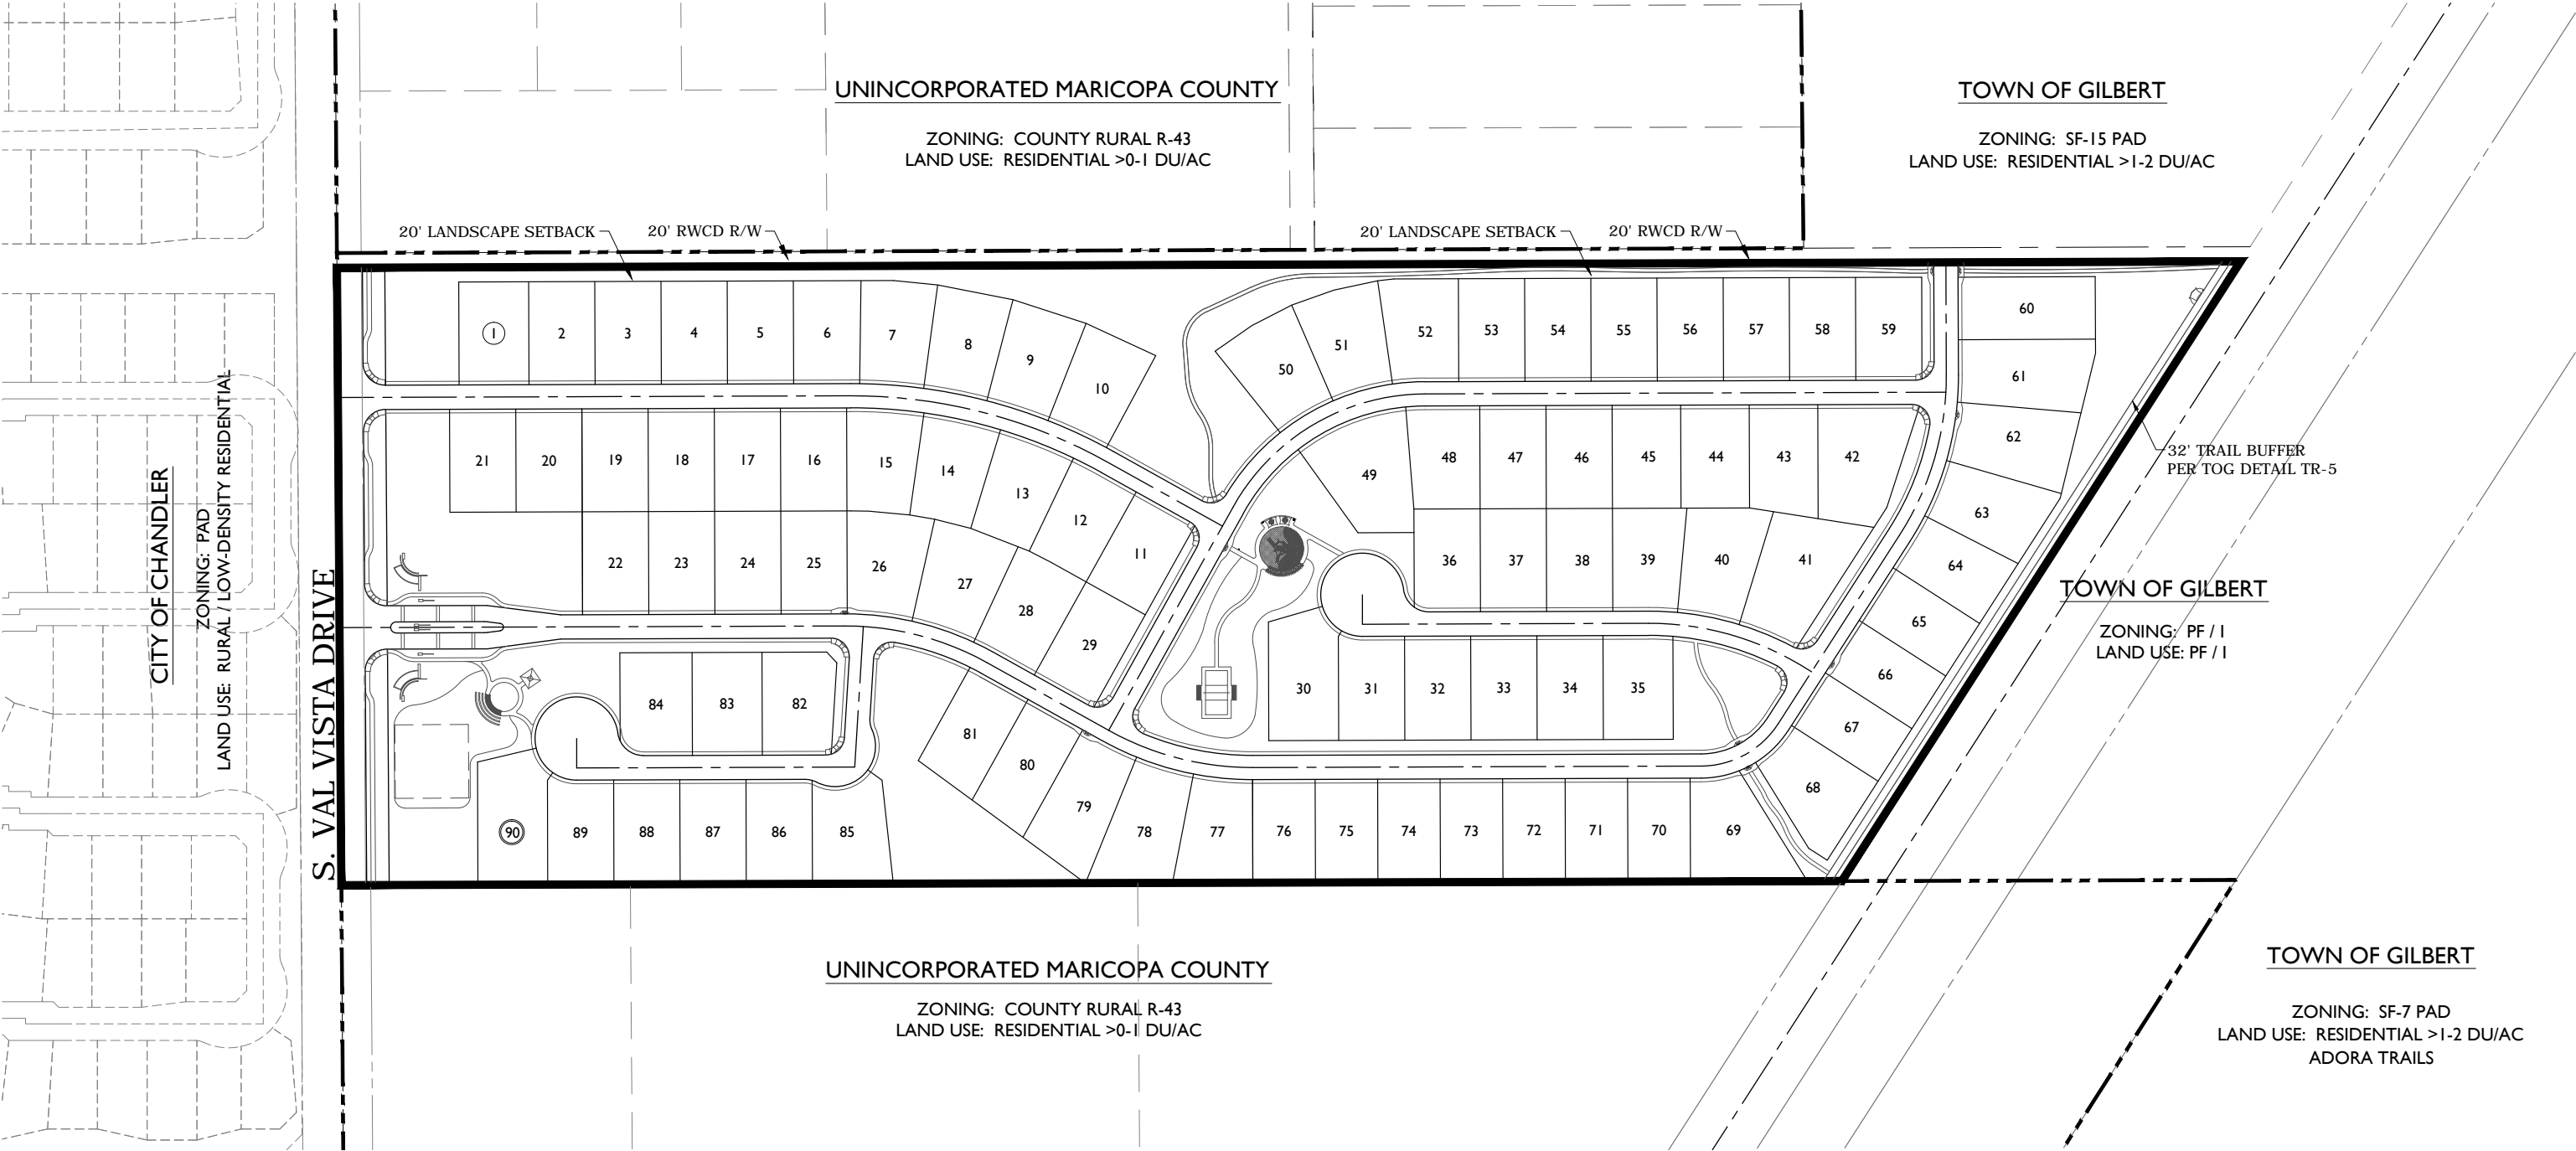 UNINCORPORATED MARICOPA COUNTY
ZONING: COUNTY RURAL R-43
LAND USE: RESIDENTIAL >0-1 DU/AC
TOWN OF GILBERT
ZONING: SF-15 PAD
LAND USE: RESIDENTIAL >1-2 DU/AC
20' LANDSCAPE SETBACK
20' RWCD R/W
20' LANDSCAPE SETBACK
20' RWCD R/W
1 2 3 4 5 6 7 8 9 10
50 51 52 53 54 55 56 57 58 59
60
61
62
63
64
65
66
67
68
21 20 19 18 17 16 15 14 13 12 11
49 48 47 46 45 44 43 42
22 23 24 25 26 27 28 29
36 37 38 39 40 41
30 31 32 33 34 35
84 83 82
81 80 79 78 77 76 75 74 73 72 71 70 69
90 89 88 87 86 85
32' TRAIL BUFFER
PER TOG DETAIL TR-5
CITY OF CHANDLER
ZONING: PAD
LAND USE: RURAL / LOW-DENSITY RESIDENTIAL
S. VAL VISTA DRIVE
TOWN OF GILBERT
ZONING: PF / I
LAND USE: PF / I
UNINCORPORATED MARICOPA COUNTY
ZONING: COUNTY RURAL R-43
LAND USE: RESIDENTIAL >0-1 DU/AC
TOWN OF GILBERT
ZONING: SF-7 PAD
LAND USE: RESIDENTIAL >1-2 DU/AC
ADORA TRAILS